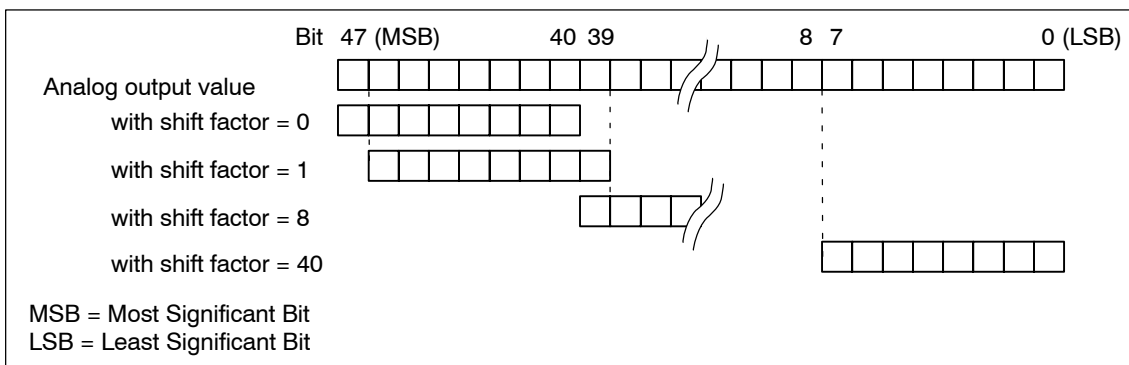 Bit 47 (MSB) 40 39 8 7 0 (LSB)
Analog output value
with shift factor = 0
with shift factor = 1
with shift factor = 8
with shift factor = 40
MSB = Most Significant Bit
LSB = Least Significant Bit